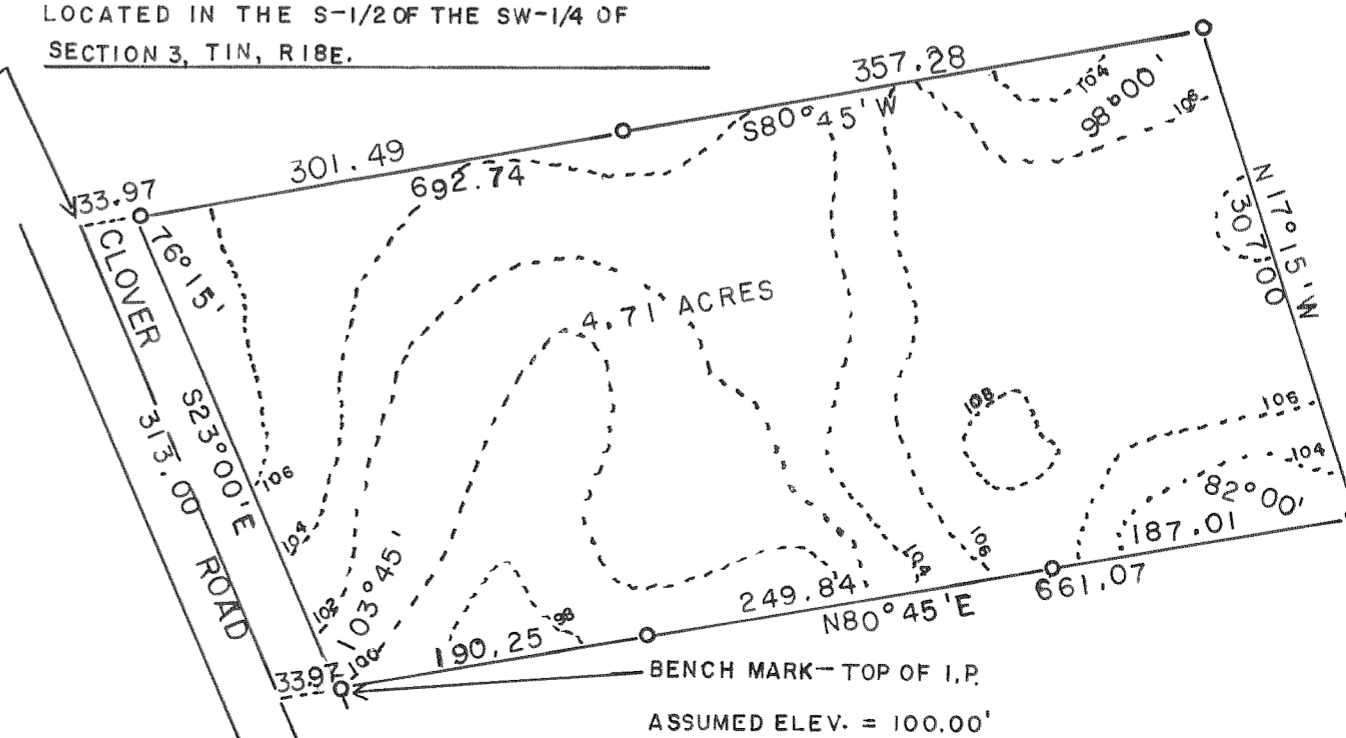 LOCATED IN THE S-1/2 OF THE SW-1/4 OF
SECTION 3, T1N, R18E.
357.28
104
98°00'
106
S80°45'W
301.49
692.74
33.97
76°15'
N17°15'W
307.00
CLOVER
313.00
ROAD
S23°00'E
4.71 ACRES
108
106
104
82°00'
187.01
106
104
102
100
103°45'
98
104
106
249.84
N80°45'E
661.07
190.25
33.97
BENCH MARK—TOP OF I.P.
ASSUMED ELEV. = 100.00'